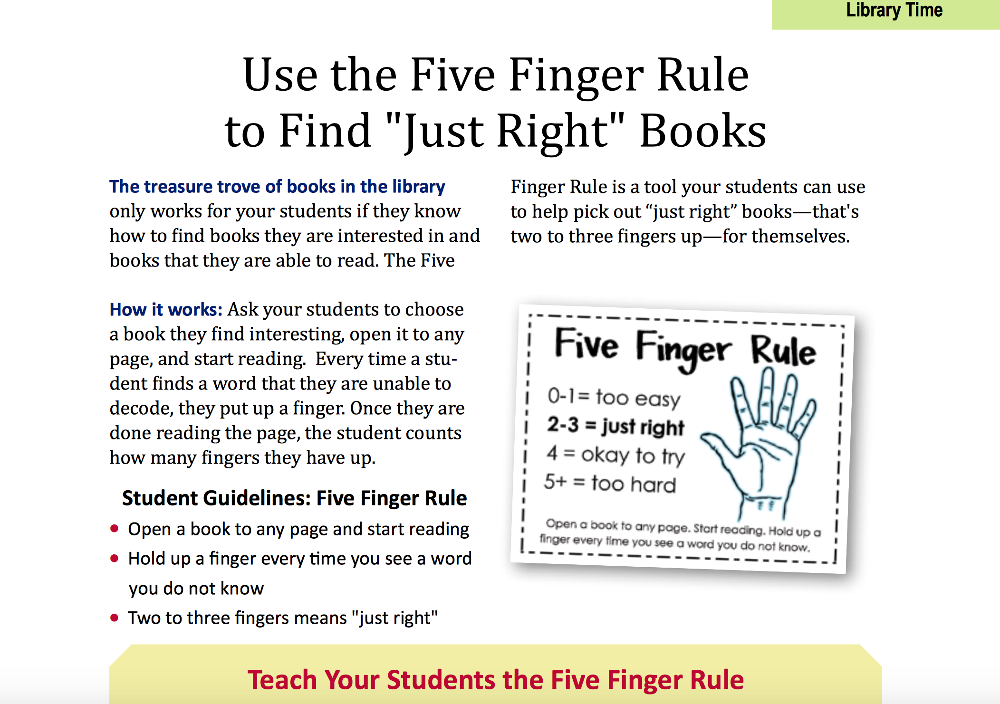 Library Time
Use the Five Finger Rule
to Find "Just Right" Books
The treasure trove of books in the library
only works for your students if they know
how to find books they are interested in and
books that they are able to read. The Five
Finger Rule is a tool your students can use
to help pick out “just right” books—that's
two to three fingers up—for themselves.
How it works: Ask your students to choose
a book they find interesting, open it to any
page, and start reading.  Every time a stu-
dent finds a word that they are unable to
decode, they put up a finger. Once they are
done reading the page, the student counts
how many fingers they have up.
Student Guidelines: Five Finger Rule
• Open a book to any page and start reading
• Hold up a finger every time you see a word
you do not know
• Two to three fingers means "just right"
Five Finger Rule
0-1= too easy
2-3 = just right
4 = okay to try
5+ = too hard
Open a book to any page. Start reading. Hold up a
finger every time you see a word you do not know.
Teach Your Students the Five Finger Rule